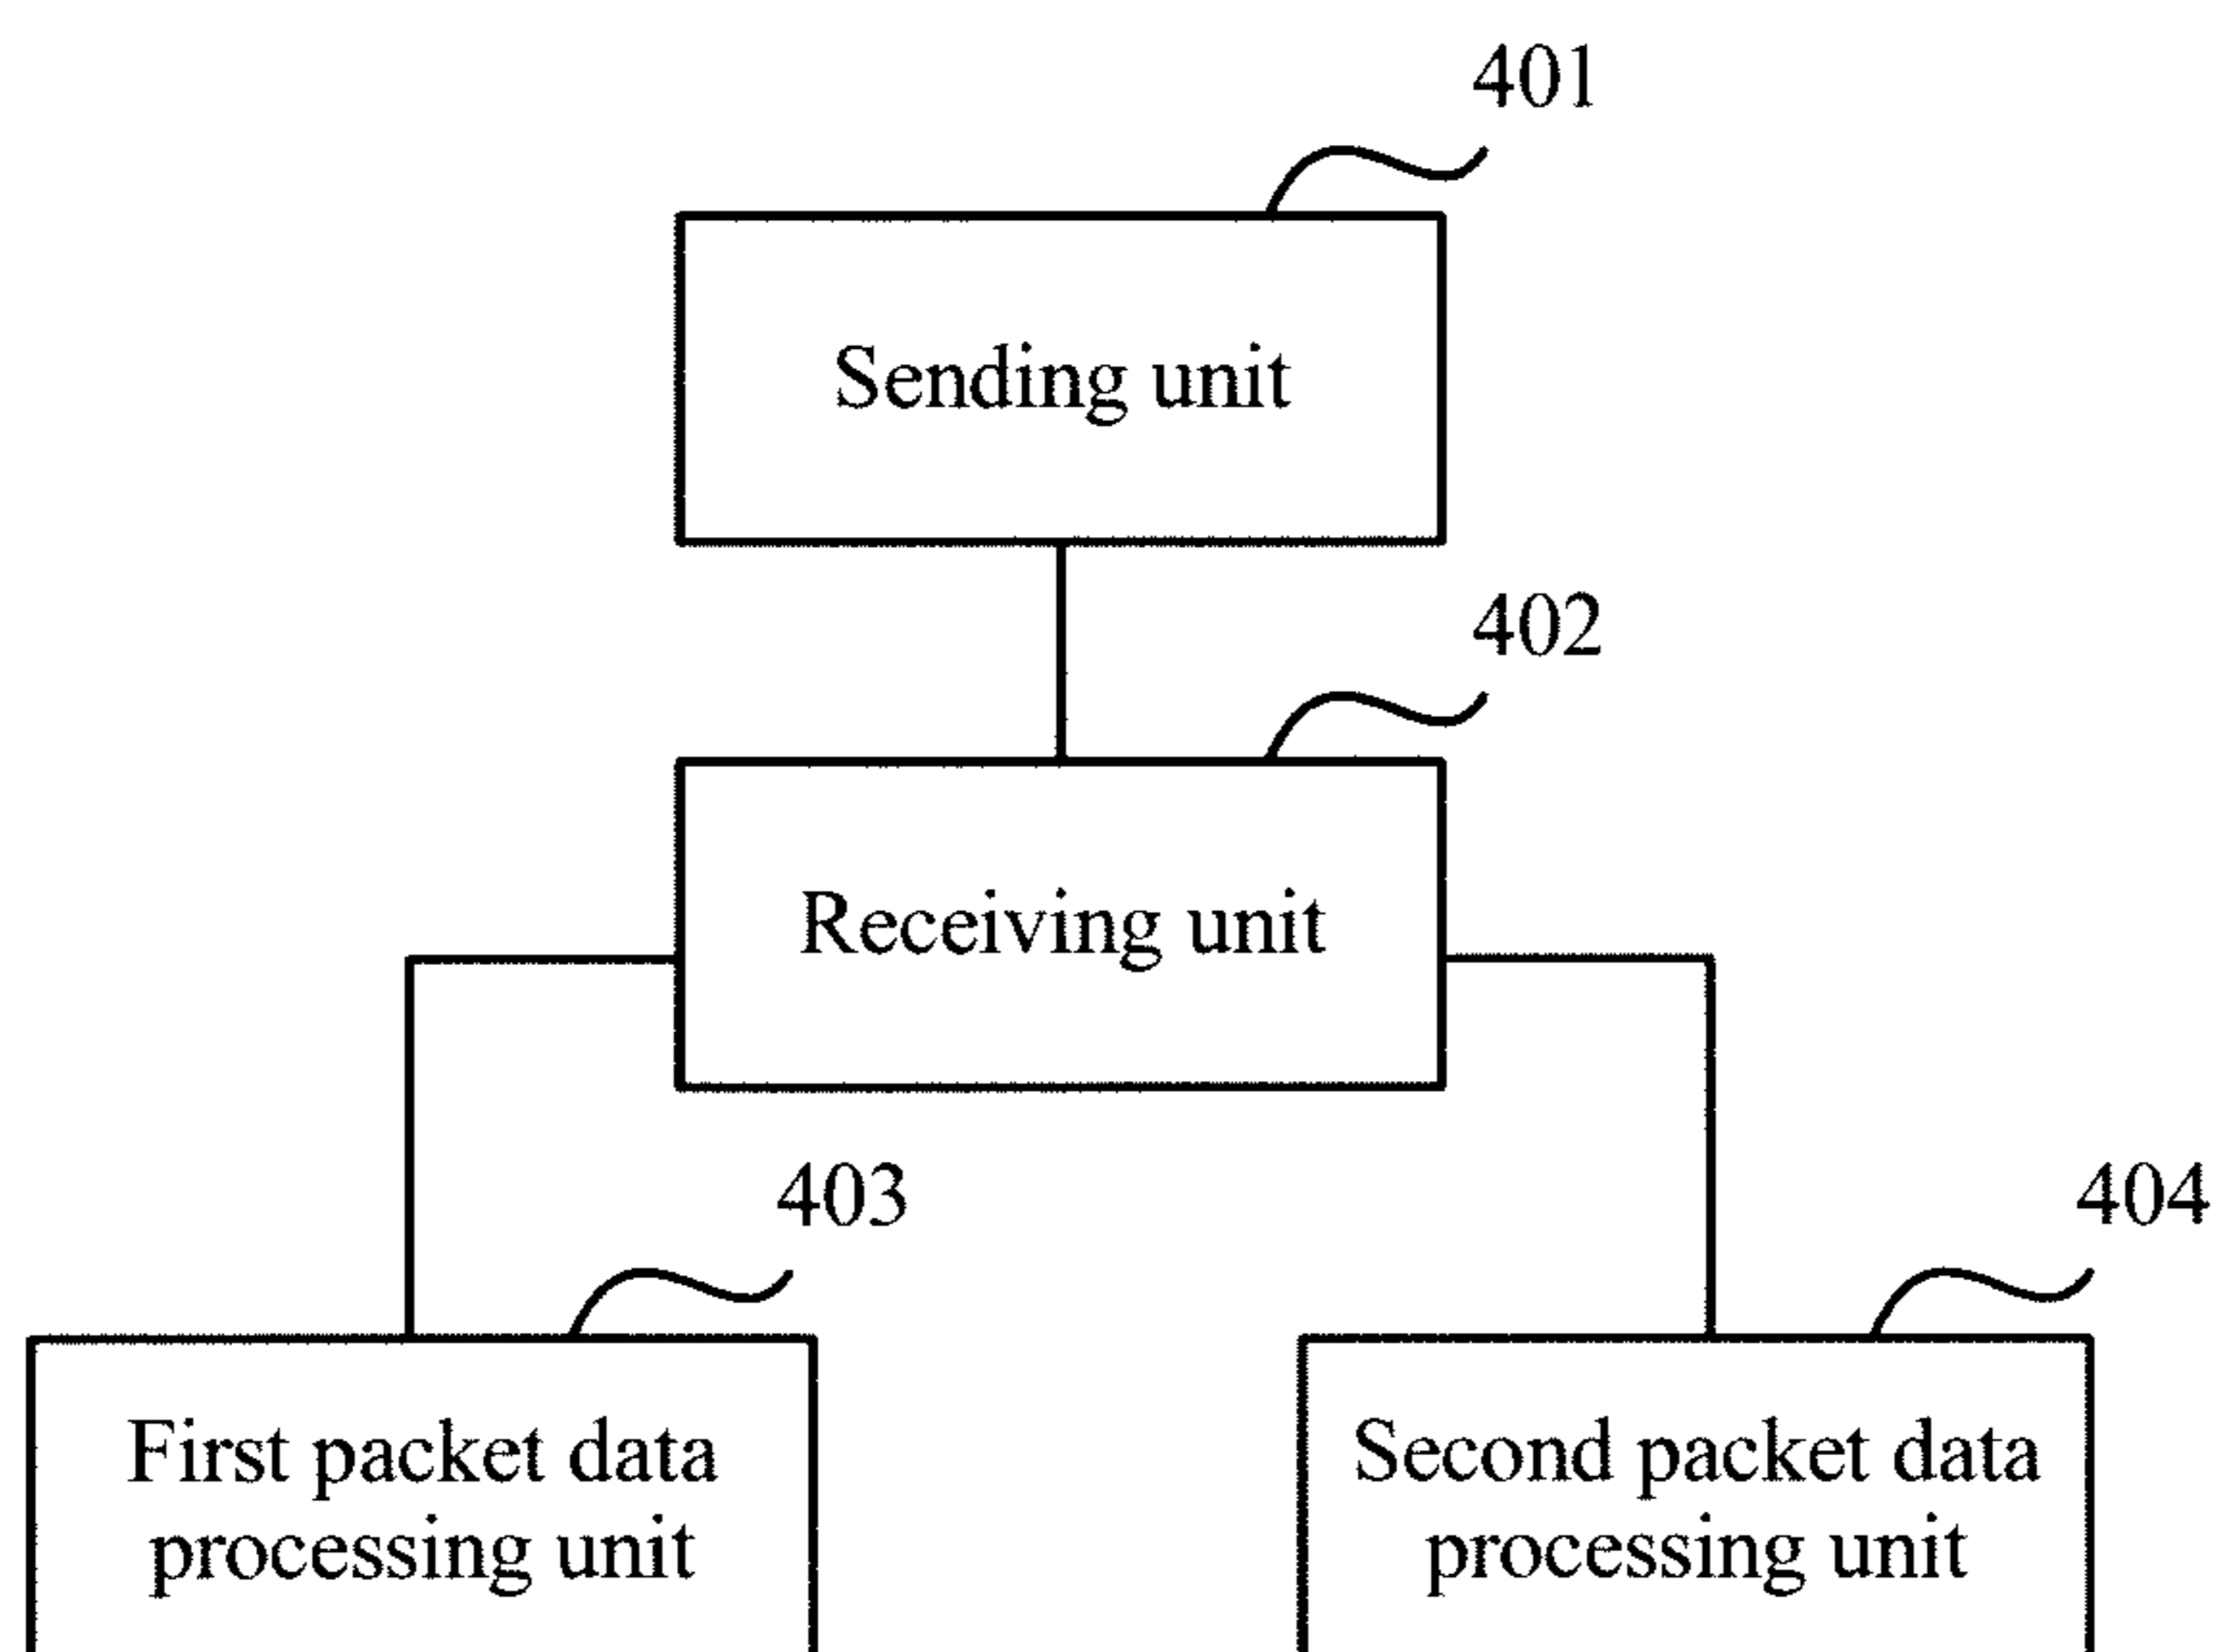 401
Sending unit
402
Receiving unit
403
404
First packet data
processing unit
Second packet data
processing unit